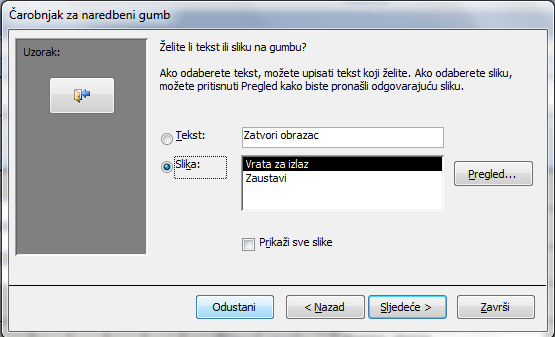 Čarobnjak za naredbeni gumb
Uzorak:
Želite li tekst ili sliku na gumbu?
Ako odaberete tekst, možete upisati tekst koji želite. Ako odaberete sliku,
možete pritisnuti Pregled kako biste pronašli odgovarajuću sliku.
Tekst:
Zatvori obrazac
Slika:
Vrata za izlaz
Zaustavi
Pregled...
Prikaži sve slike
Odustani
< Nazad
Sljedeće >
Završi